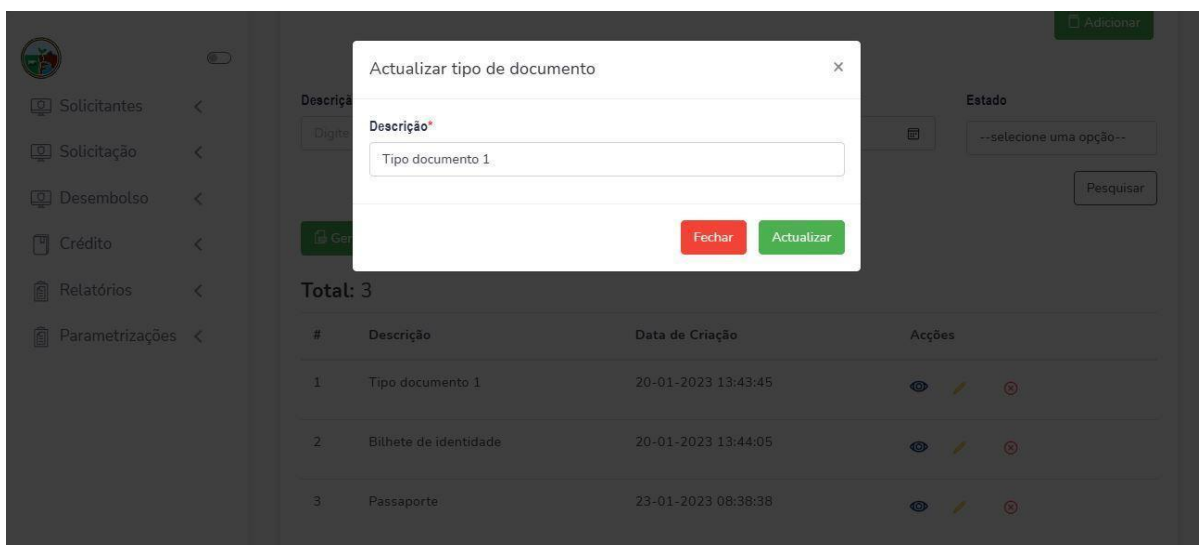 Adicionar
Actualizar tipo de documento
×
Solicitantes
Solicitação
Desembolso
Crédito
Relatórios
Parametrizações
Descriçã
Estado
Digite
--selecione uma opção--
Descrição*
Tipo documento 1
Pesquisar
Fechar
Actualizar
Ger
Total: 3
# Descrição Data de Criação Acções
1 Tipo documento 1 20-01-2023 13:43:45
2 Bilhete de identidade 20-01-2023 13:44:05
3 Passaporte 23-01-2023 08:38:38